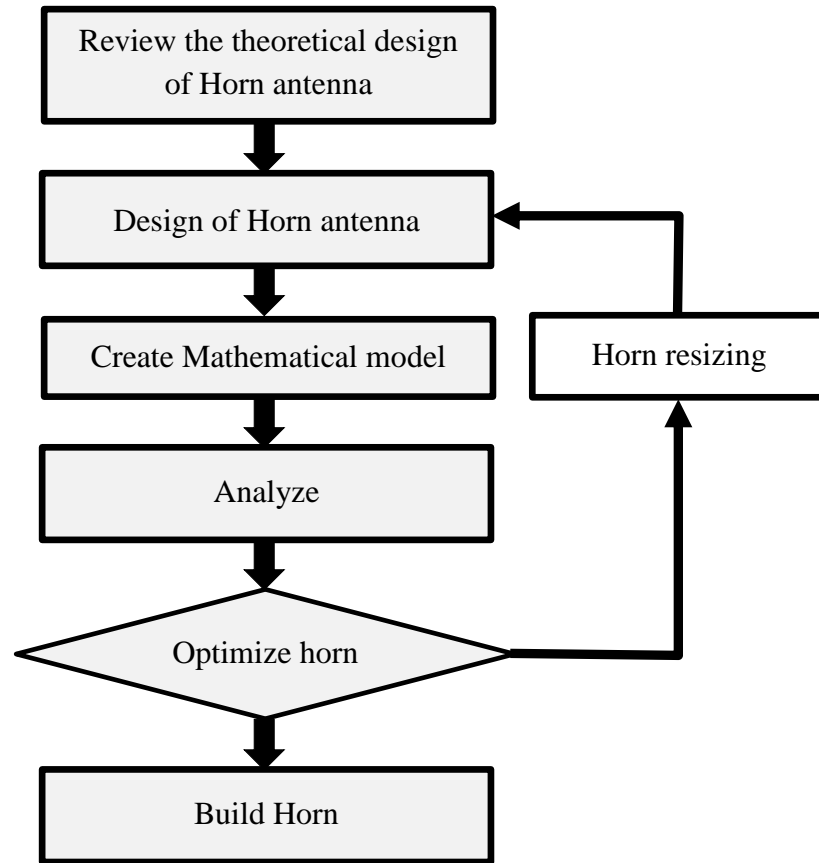 Review the theoretical design
of Horn antenna
Design of Horn antenna
Create Mathematical model
Horn resizing
Analyze
Optimize horn
Build Horn